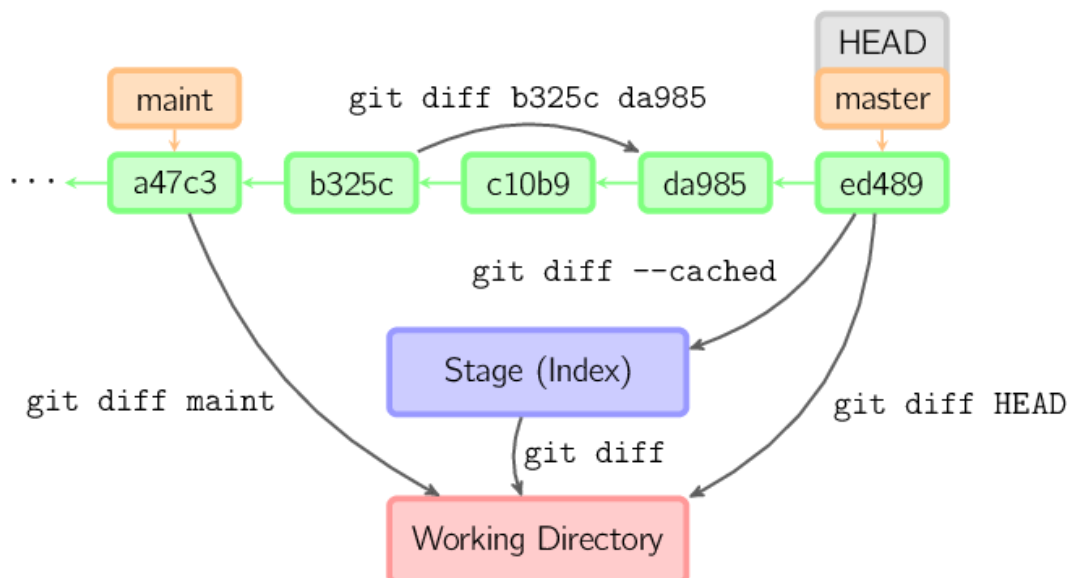 HEAD
maint
git diff b325c da985
master
...
a47c3
b325c
c10b9
da985
ed489
git diff --cached
Stage (Index)
git diff maint
git diff HEAD
git diff
Working Directory